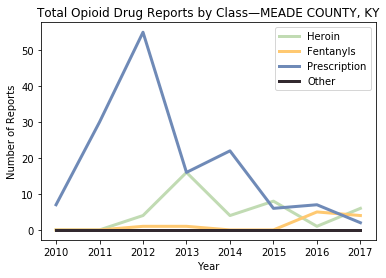 Total Opioid Drug Reports by Class—MEADE COUNTY, KY
Heroin
Fentanyls
Prescription
Other
Number of Reports
50
40
30
20
10
0
2010 2011 2012 2013 2014 2015 2016 2017
Year